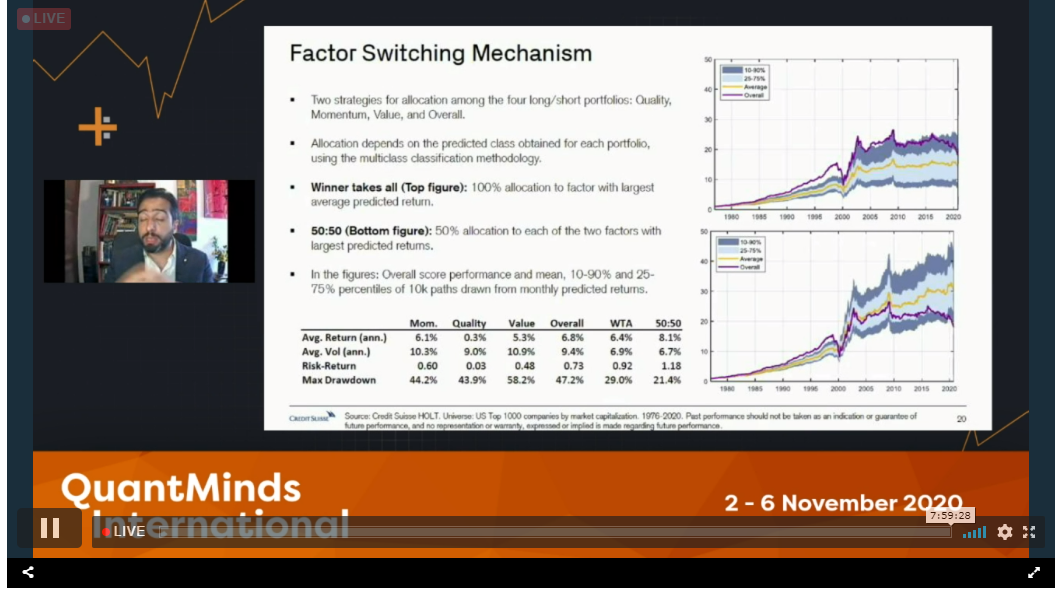 LIVE
Factor Switching Mechanism
▪ Two strategies for allocation among the four long/short portfolios: Quality,
Momentum, Value, and Overall.
▪ Allocation depends on the predicted class obtained for each portfolio,
using the multiclass classification methodology.
▪ Winner takes all (Top figure): 100% allocation to factor with largest
average predicted return.
▪ 50:50 (Bottom figure): 50% allocation to each of the two factors with
largest predicted returns.
▪ In the figures: Overall score performance and mean, 10-90% and 25-
75% percentiles of 10k paths drawn from monthly predicted returns.
Mom. Quality Value Overall WTA 50:50
Avg. Return (ann.) 6.1% 0.3% 5.3% 6.8% 6.4% 8.1%
Avg. Vol (ann.) 10.3% 9.0% 10.9% 9.4% 6.9% 6.7%
Risk-Return 0.60 0.03 0.48 0.73 0.92 1.18
Max Drawdown 44.2% 43.9% 58.2% 47.2% 29.0% 21.4%
50
40
30
20
10
0
10-90%
25-75%
Average
Overall
1980 1985 1990 1995 2000 2005 2010 2015 2020
50
40
30
20
10
0
10-90%
25-75%
Average
Overall
1980 1985 1990 1995 2000 2005 2010 2015 2020
CREDIT SUISSE
Source: Credit Suisse HOLT. Universe: US Top 1000 companies by market capitalization. 1976-2020. Past performance should not be taken as an indication or guarantee of
future performance, and no representation or warranty, expressed or implied is made regarding future performance.
20
QuantMinds
International
2 - 6 November 2020
7:59:28
LIVE